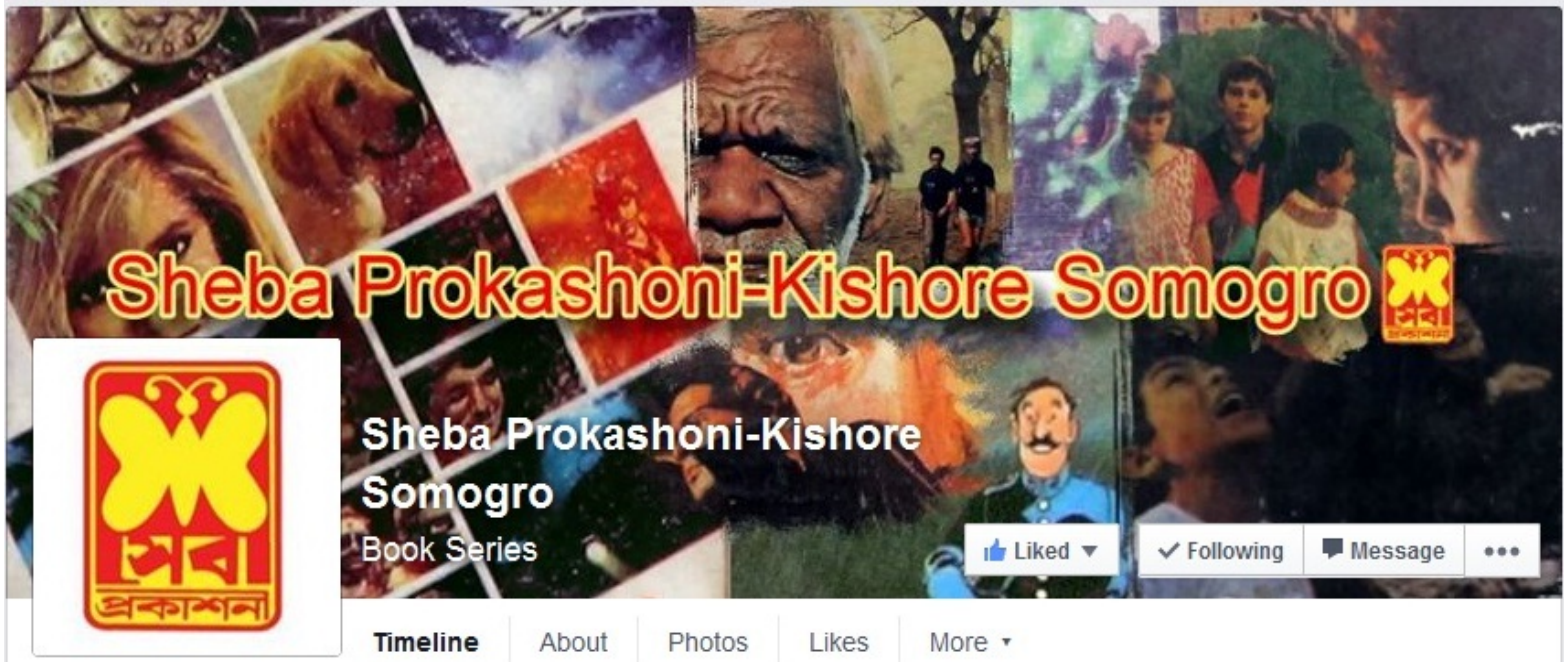 Sheba Prokashoni-Kishore Somogro
সেবা
প্রকাশনী
সেবা
প্রকাশনী
Sheba Prokashoni-Kishore
Somogro
Book Series
Liked
Following
Message
Timeline
About
Photos
Likes
More